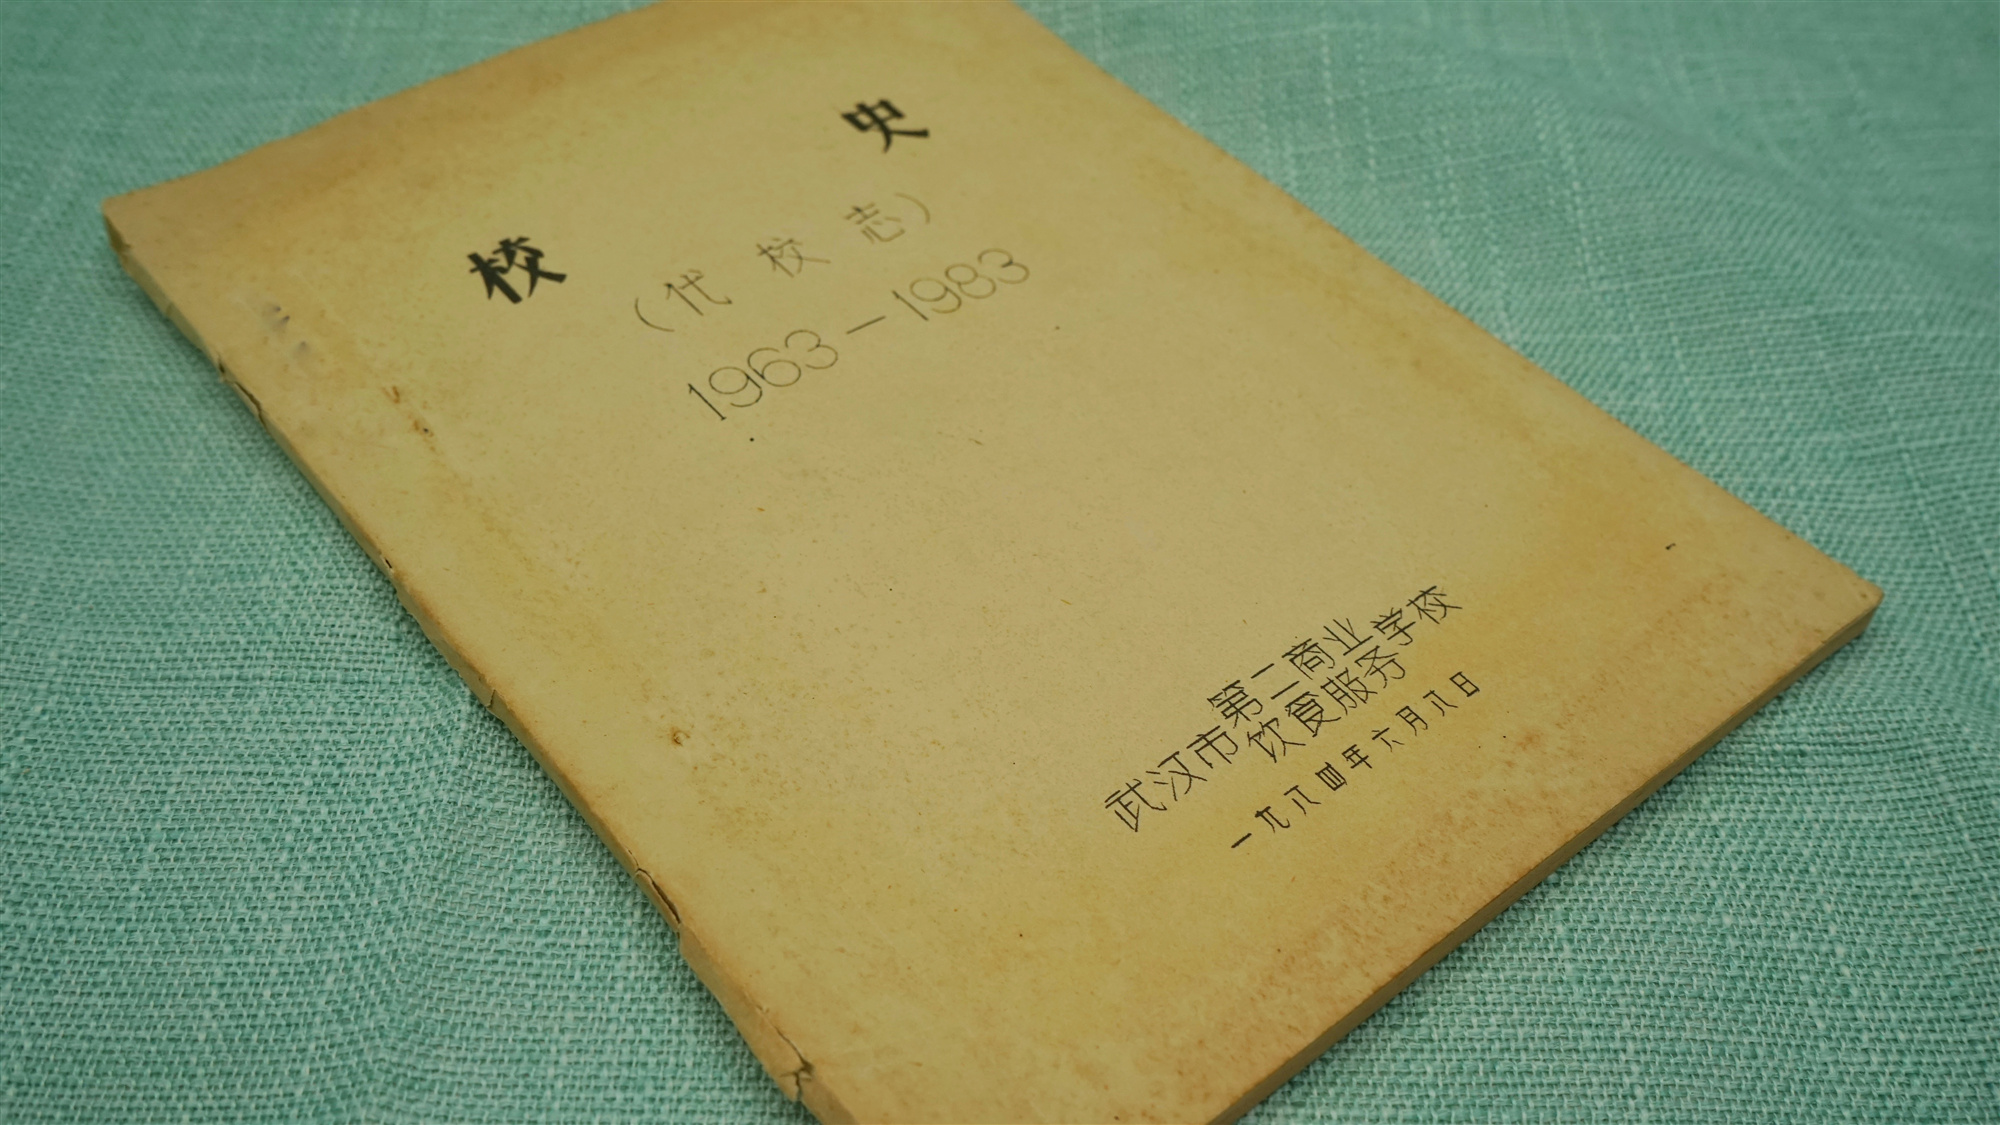 校 史
（代校志）
1963—1983
武汉市第二商业学校
饮食服务
一九八四年六月八日